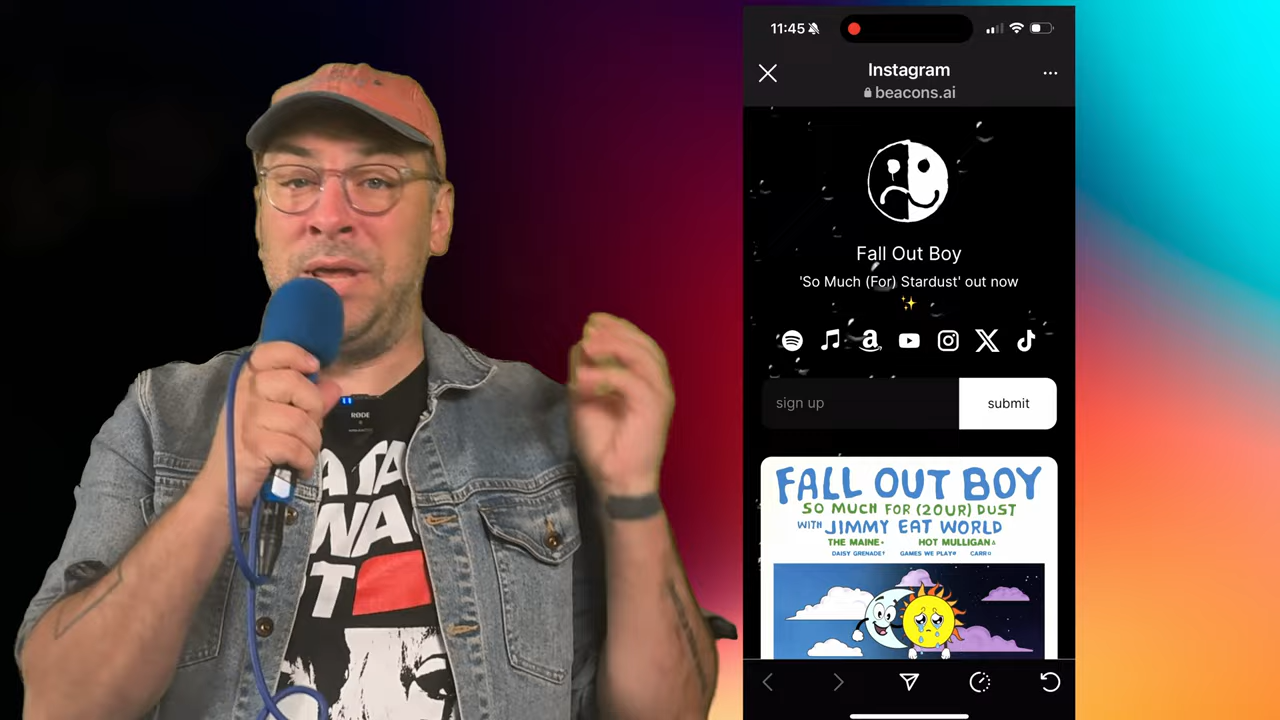 11:45
Instagram
beacons.ai
Fall Out Boy
'So Much (For) Stardust' out now
sign up
submit
FALL OUT BOY
SO MUCH FOR (2OUR) DUST
WITH JIMMY EAT WORLD
THE MAINE HOT MULLIGAN
DAISY GRENADE GAMES WE PLAY CARR
RØDE
WA
T